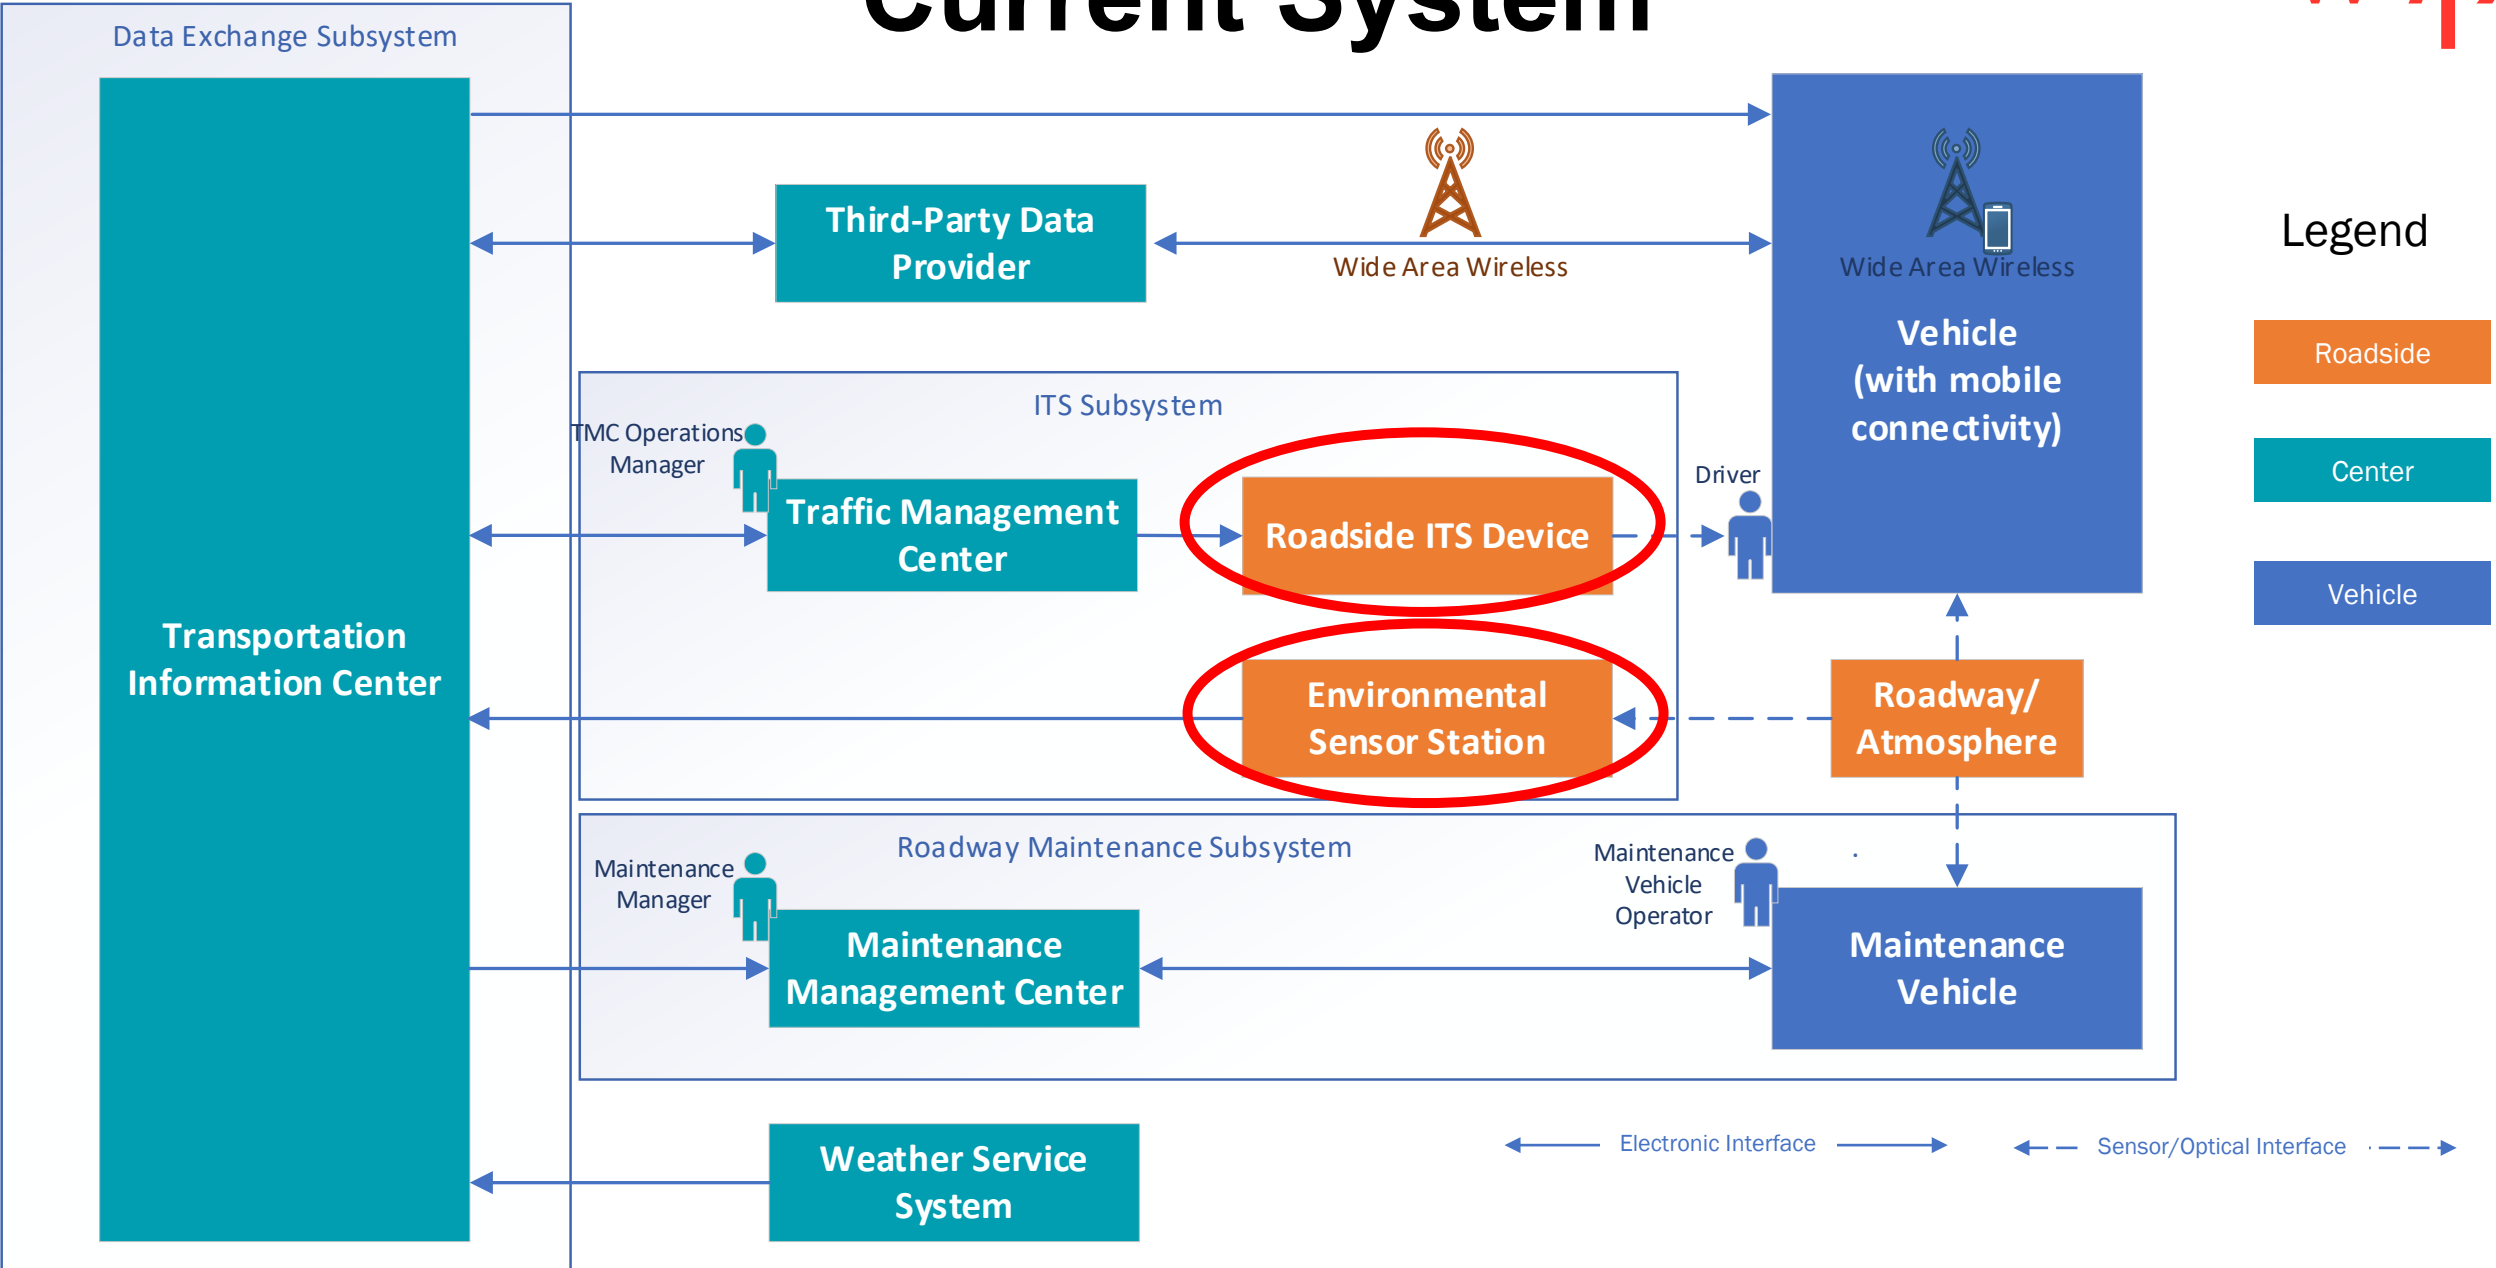 Current System
Data Exchange Subsystem
Third-Party Data
Provider
Wide Area Wireless
Wide Area Wireless
Vehicle
(with mobile
connectivity)
Legend
Roadside
Center
Vehicle
ITS Subsystem
TMC Operations
Manager
Traffic Management
Center
Roadside ITS Device
Driver
Transportation
Information Center
Environmental
Sensor Station
Roadway/
Atmosphere
Roadway Maintenance Subsystem
Maintenance
Manager
Maintenance
Management Center
Maintenance
Vehicle
Operator
Maintenance
Vehicle
Weather Service
System
Electronic Interface
Sensor/Optical Interface